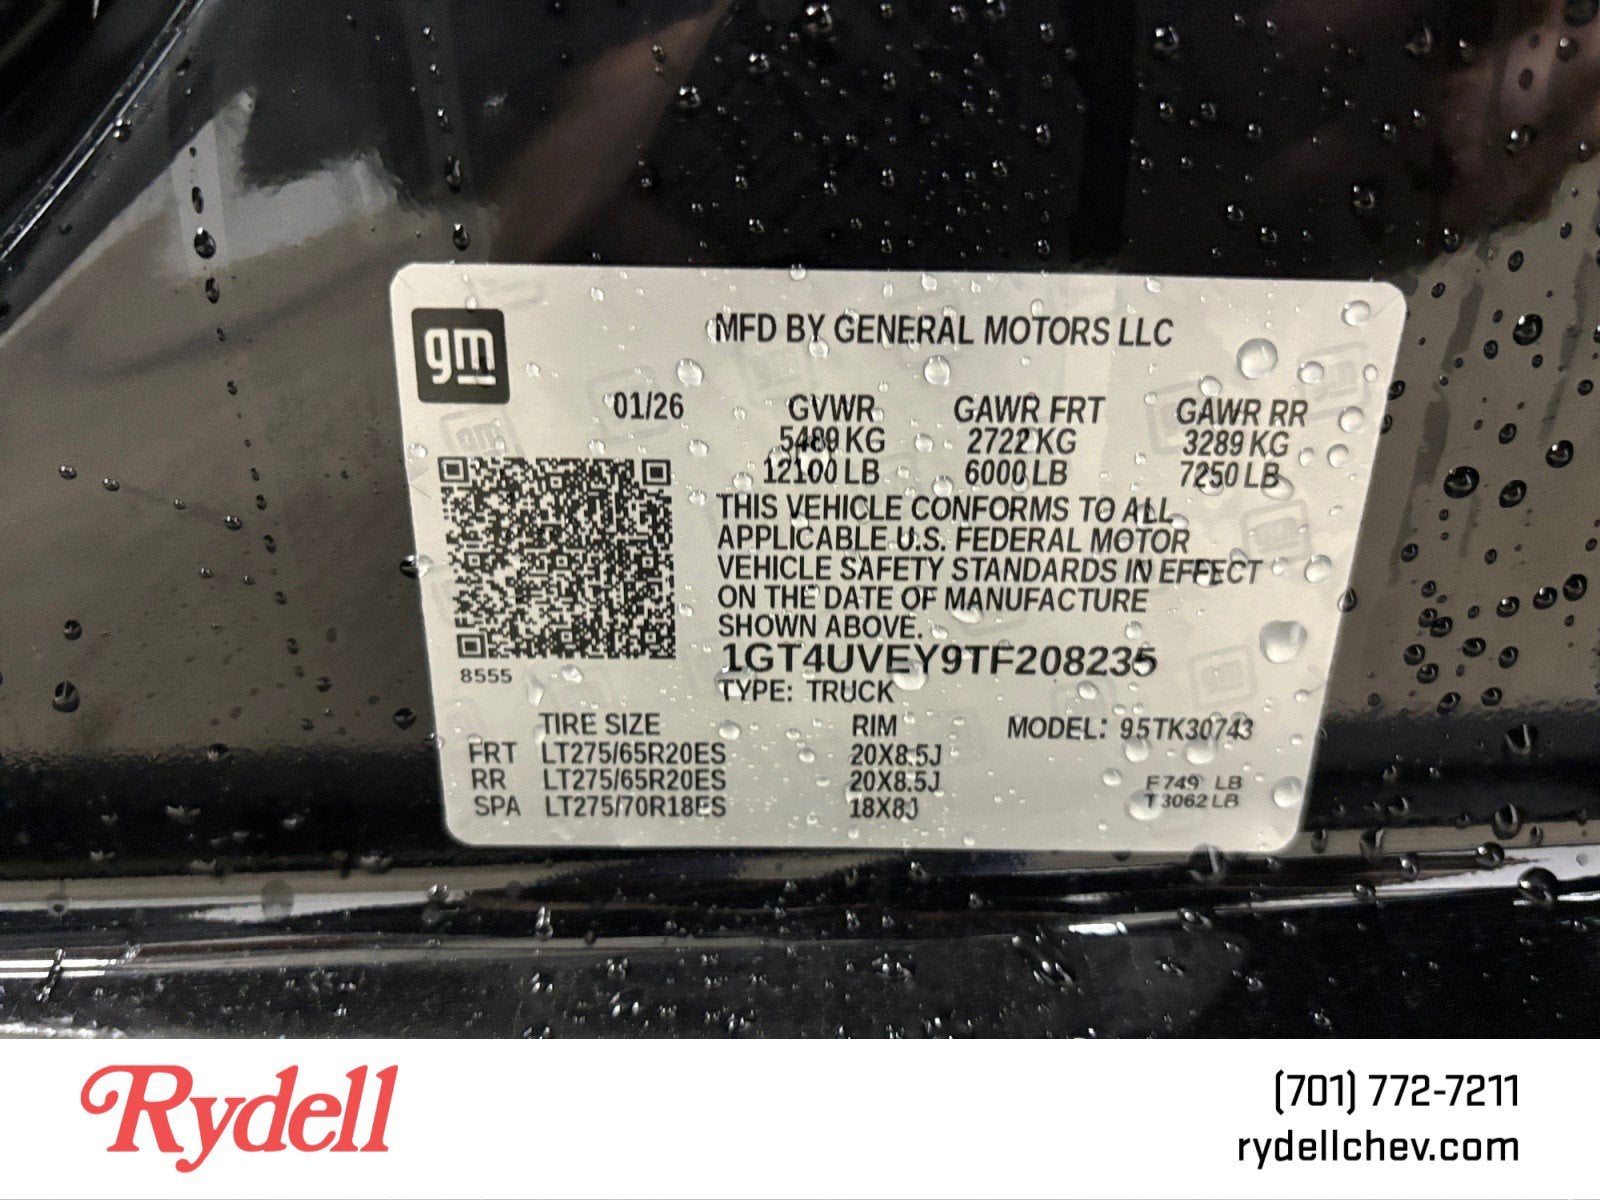 gm
MFD BY GENERAL MOTORS LLC
01/26 GVWR GAWR FRT GAWR RR
5489 KG 2722 KG 3289 KG
12100 LB 6000 LB 7250 LB
THIS VEHICLE CONFORMS TO ALL
APPLICABLE U.S. FEDERAL MOTOR
VEHICLE SAFETY STANDARDS IN EFFECT
ON THE DATE OF MANUFACTURE
SHOWN ABOVE.
1GT4UVEY9TF208235
8555
TYPE: TRUCK
TIRE SIZE RIM MODEL: 95TK30743
FRT LT275/65R20ES 20X8.5J
RR LT275/65R20ES 20X8.5J F 749 LB
SPA LT275/70R18ES 18X8J T 3062 LB
Rydell
(701) 772-7211
rydellchev.com